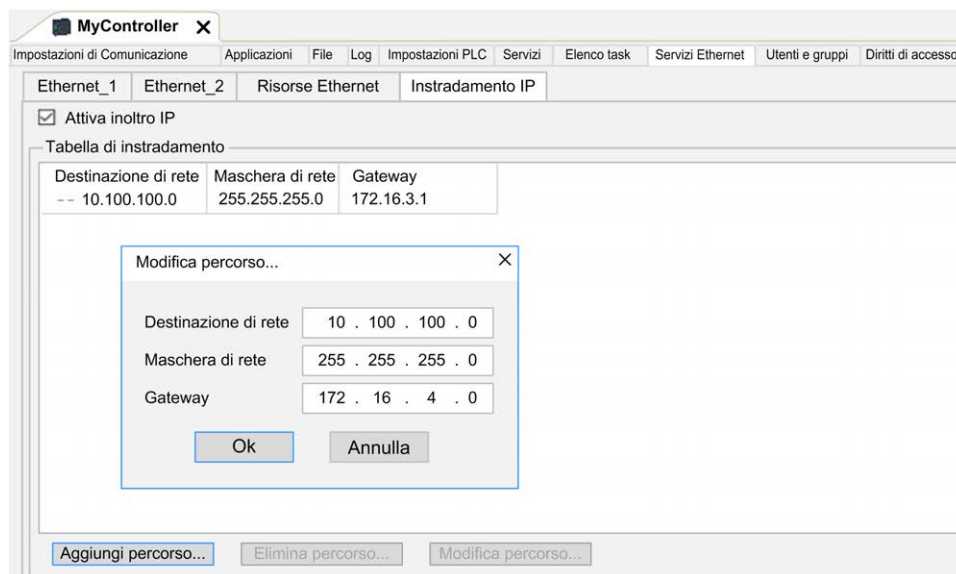 MyController X
Impostazioni di Comunicazione Applicazioni File Log Impostazioni PLC Servizi Elenco task Servizi Ethernet Utenti e gruppi Diritti di accesso
Ethernet_1 Ethernet_2 Risorse Ethernet Instradamento IP
Attiva inoltro IP
Tabella di instradamento
Destinazione di rete Maschera di rete Gateway
-- 10.100.100.0 255.255.255.0 172.16.3.1
Modifica percorso...
Destinazione di rete 10 . 100 . 100 . 0
Maschera di rete 255 . 255 . 255 . 0
Gateway 172 . 16 . 4 . 0
Ok Annulla
Aggiungi percorso... Elimina percorso... Modifica percorso...